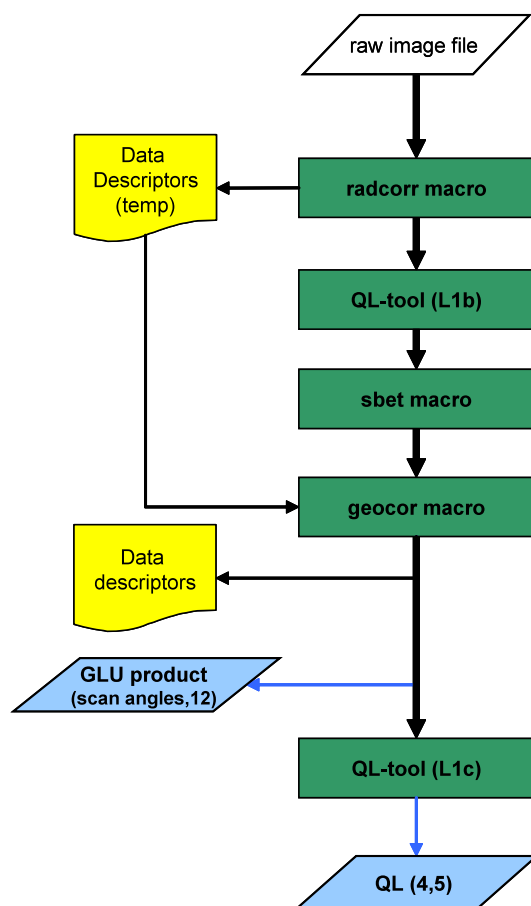 raw image file
Data
Descriptors
(temp)
radcorr macro
QL-tool (L1b)
sbet macro
geocor macro
Data
descriptors
GLU product
(scan angles,12)
QL-tool (L1c)
QL (4,5)